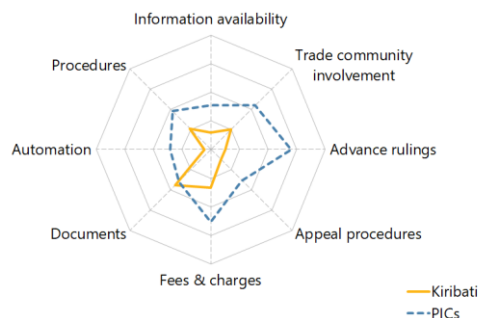 Information availability
Trade community
involvement
Procedures
Automation
Advance rulings
Documents
Appeal procedures
Fees & charges
Kiribati
PICs